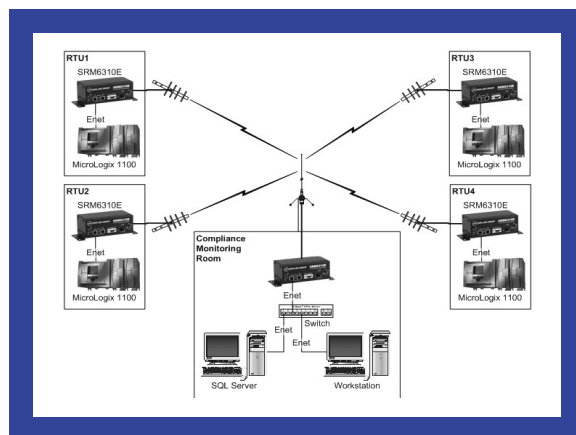 RTU1
SRM6310E
Enet
MicroLogix 1100
RTU3
SRM6310E
Enet
MicroLogix 1100
RTU2
SRM6310E
Enet
MicroLogix 1100
RTU4
SRM6310E
Enet
MicroLogix 1100
Compliance
Monitoring
Room
Enet
Switch
Enet
Enet
SQL Server
Workstation